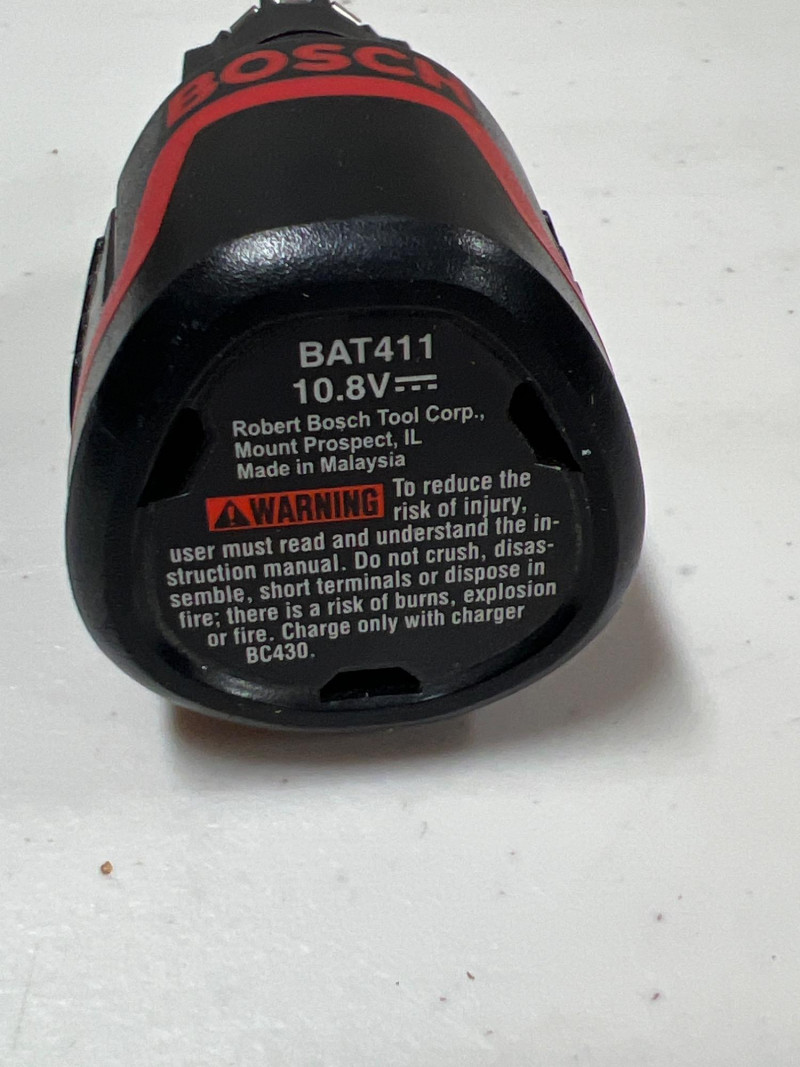 BOSCH
BAT411
10.8V⎓
Robert Bosch Tool Corp.,
Mount Prospect, IL
Made in Malaysia
⚠WARNING To reduce the
risk of injury,
user must read and understand the in-
struction manual. Do not crush, disas-
semble, short terminals or dispose in
fire; there is a risk of burns, explosion
or fire. Charge only with charger
BC430.